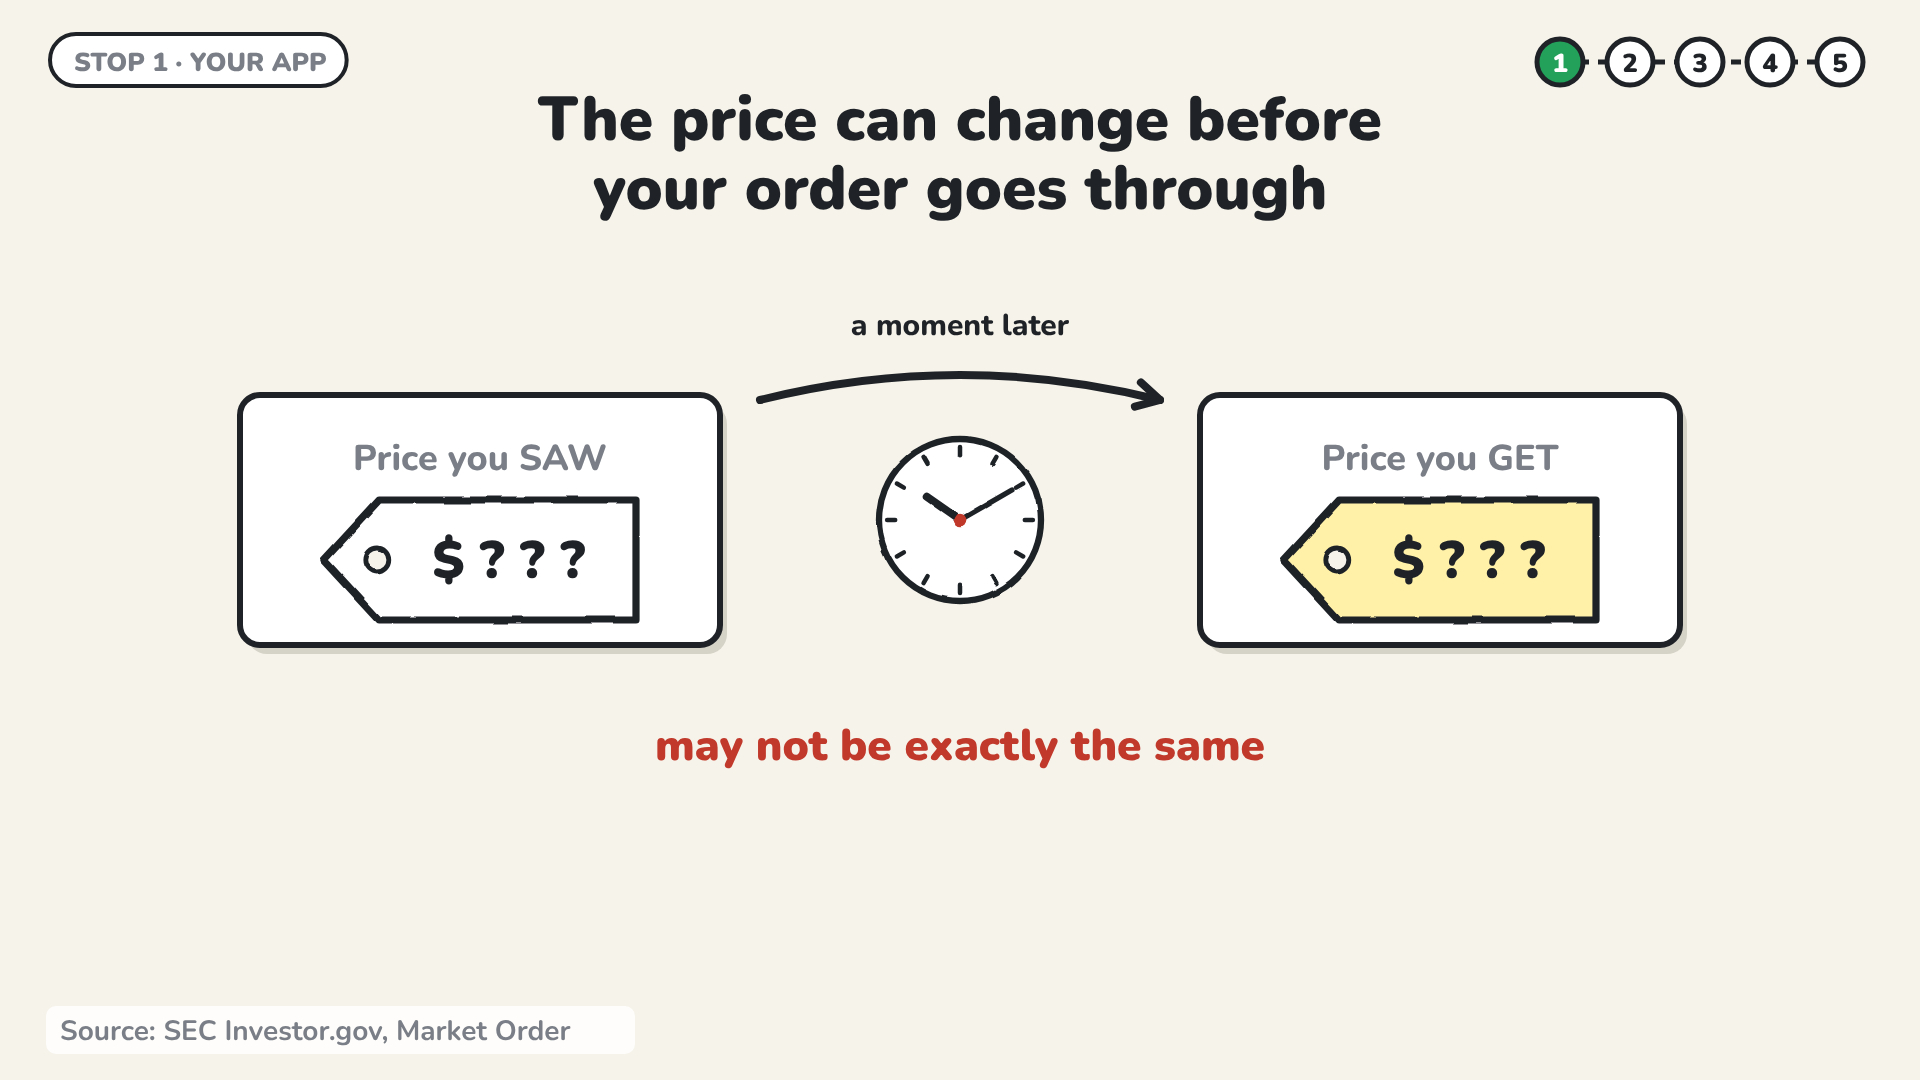 STOP 1 · YOUR APP
1 2 3 4 5
The price can change before
your order goes through
a moment later
Price you SAW
$???
Price you GET
$???
may not be exactly the same
Source: SEC Investor.gov, Market Order